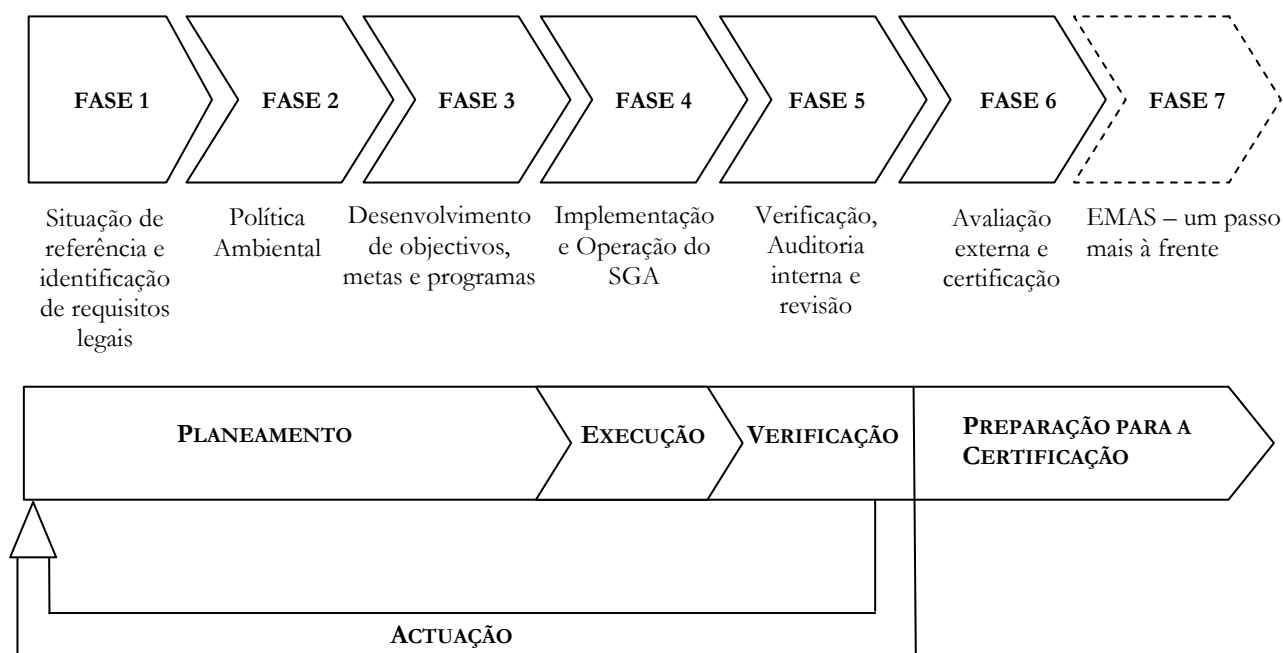 FASE 1
FASE 2
FASE 3
FASE 4
FASE 5
FASE 6
FASE 7
Situação de
referência e
identificação
de requisitos
legais
Política
Ambiental
Desenvolvimento
de objectivos,
metas e programas
Implementação
e Operação do
SGA
Verificação,
Auditoria
interna e
revisão
Avaliação
externa e
certificação
EMAS – um passo
mais à frente
PLANEAMENTO
EXECUÇÃO
VERIFICAÇÃO
PREPARAÇÃO PARA A
CERTIFICAÇÃO
ACTUAÇÃO